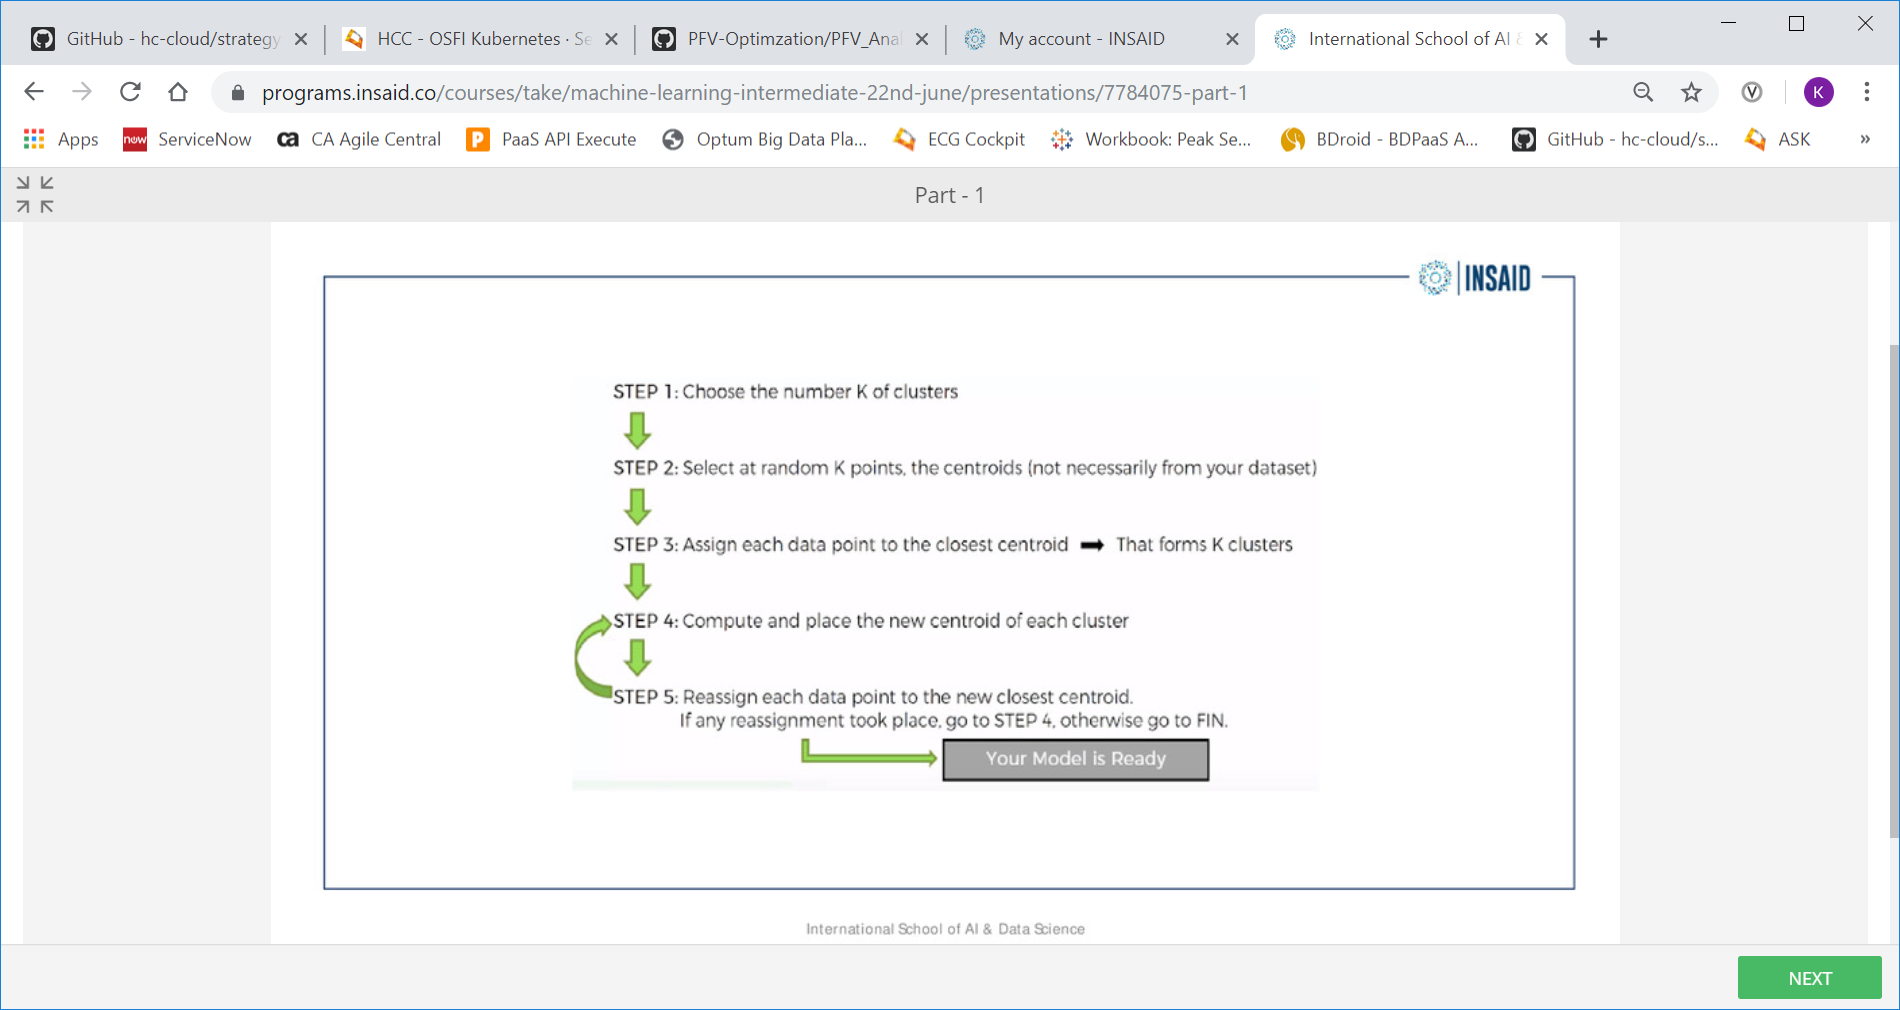 GitHub - hc-cloud/strategy
HCC - OSFI Kubernetes · Se
PFV-Optimzation/PFV_Anal
My account - INSAID
International School of AI &
programs.insaid.co/courses/take/machine-learning-intermediate-22nd-june/presentations/7784075-part-1
K
Apps
now
ServiceNow
ca
CA Agile Central
P
PaaS API Execute
Optum Big Data Pla...
ECG Cockpit
Workbook: Peak Se...
BDroid - BDPaaS A...
GitHub - hc-cloud/s...
ASK
»
Part - 1
INSAID
STEP 1: Choose the number K of clusters
STEP 2: Select at random K points, the centroids (not necessarily from your dataset)
STEP 3: Assign each data point to the closest centroid ➡ That forms K clusters
STEP 4: Compute and place the new centroid of each cluster
STEP 5: Reassign each data point to the new closest centroid.
If any reassignment took place, go to STEP 4, otherwise go to FIN.
Your Model is Ready
International School of AI & Data Science
NEXT